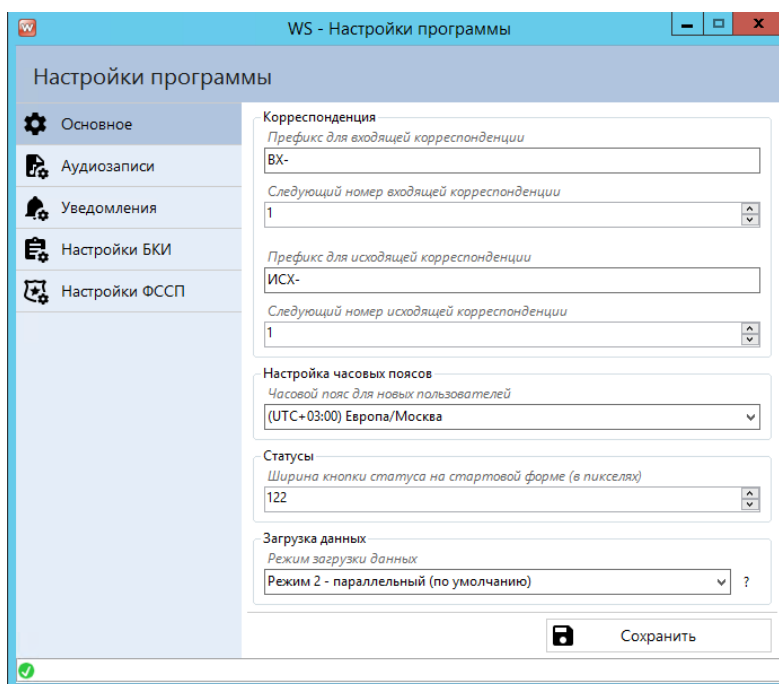 WS - Настройки программы
Настройки программы
Основное
Аудиозаписи
Уведомления
Настройки БКИ
Настройки ФССП
Корреспонденция
Префикс для входящей корреспонденции
ВХ-
Следующий номер входящей корреспонденции
1
Префикс для исходящей корреспонденции
ИСХ-
Следующий номер исходящей корреспонденции
1
Настройка часовых поясов
Часовой пояс для новых пользователей
(UTC+03:00) Европа/Москва
Статусы
Ширина кнопки статуса на стартовой форме (в пикселях)
122
Загрузка данных
Режим загрузки данных
Режим 2 - параллельный (по умолчанию) ?
Сохранить